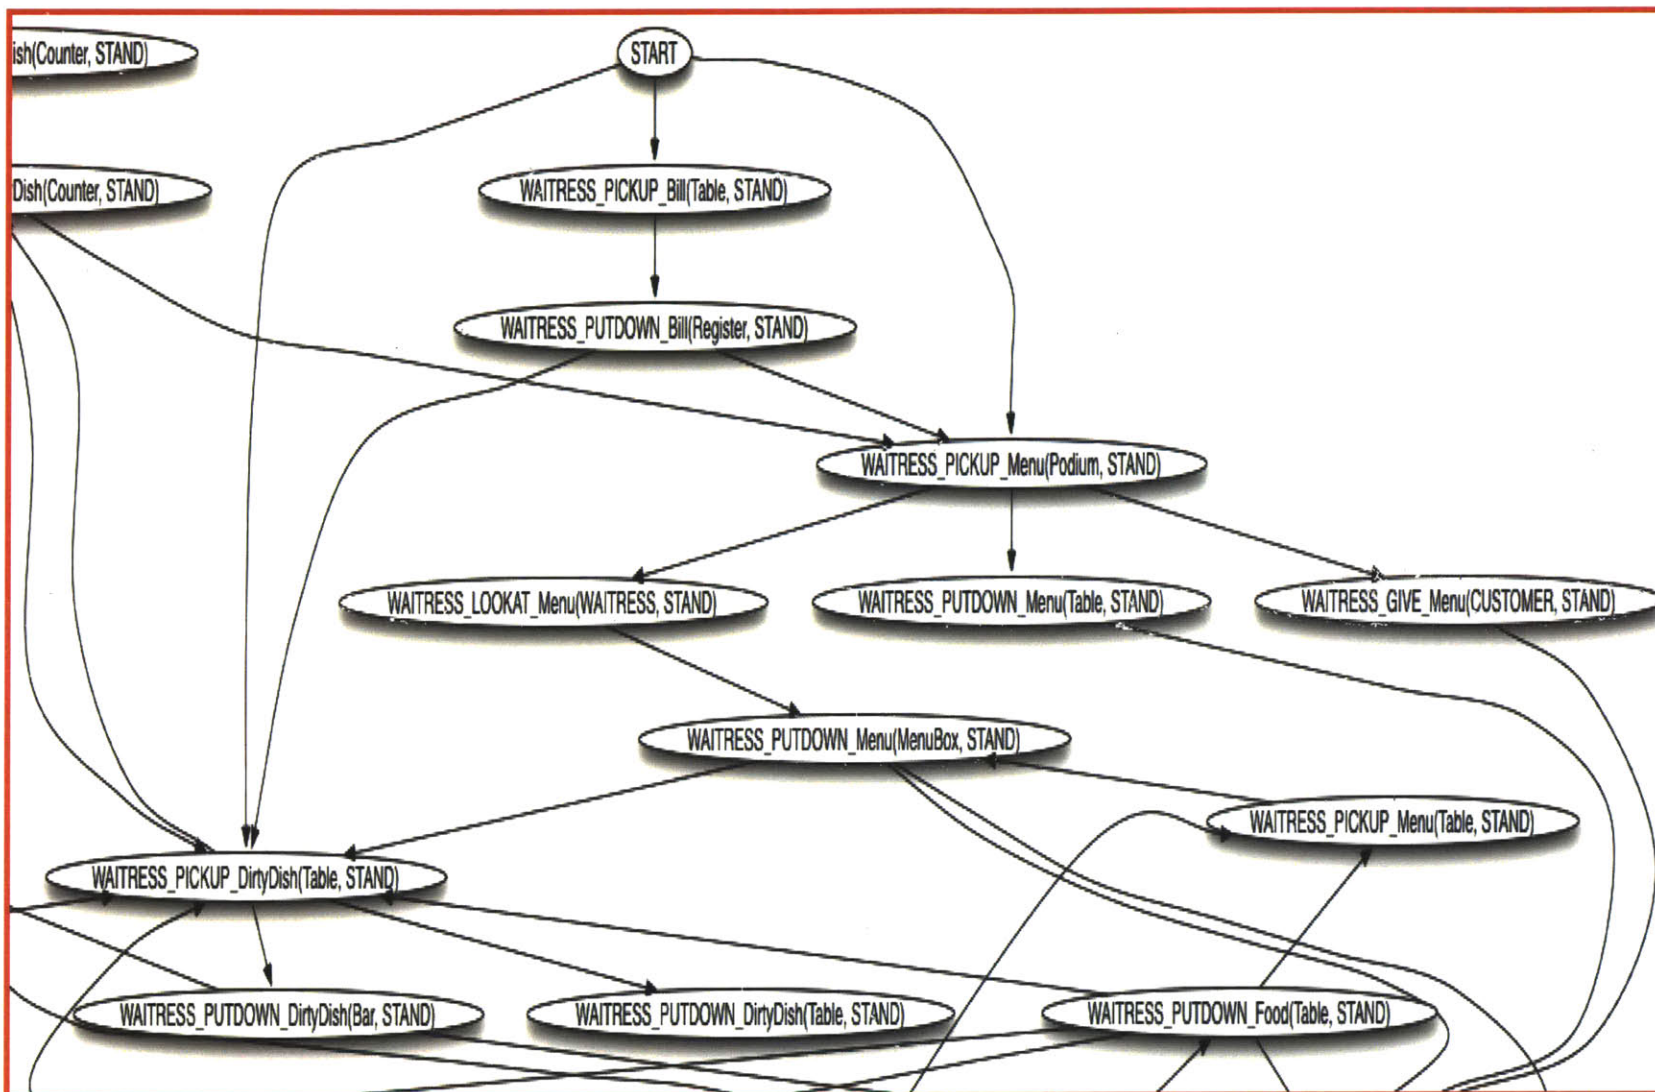 ish(Counter, STAND)
START
Dish(Counter, STAND)
WAITRESS_PICKUP_Bill(Table, STAND)
WAITRESS_PUTDOWN_Bill(Register, STAND)
WAITRESS_PICKUP_Menu(Podium, STAND)
WAITRESS_LOOKAT_Menu(WAITRESS, STAND)
WAITRESS_PUTDOWN_Menu(Table, STAND)
WAITRESS_GIVE_Menu(CUSTOMER, STAND)
WAITRESS_PUTDOWN_Menu(MenuBox, STAND)
WAITRESS_PICKUP_Menu(Table, STAND)
WAITRESS_PICKUP_DirtyDish(Table, STAND)
WAITRESS_PUTDOWN_DirtyDish(Bar, STAND)
WAITRESS_PUTDOWN_DirtyDish(Table, STAND)
WAITRESS_PUTDOWN_Food(Table, STAND)